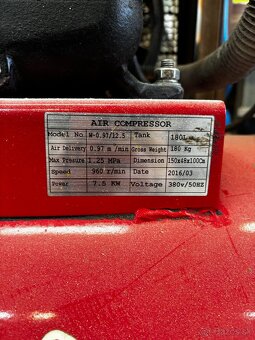 AIR COMPRESSOR
Model No. W-0.97/12.5 Tank 180L
Air Delivery 0.97 m /min Gross Weight 180 Kg
Max Pressure 1.25 MPa Dimension 150x48x100Cm
Speed 960 r/min Date 2016/03
Power 7.5 KW Voltage 380v/50HZ